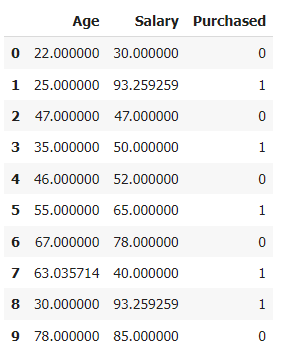 Age Salary Purchased
0 22.000000 30.000000 0
1 25.000000 93.259259 1
2 47.000000 47.000000 0
3 35.000000 50.000000 1
4 46.000000 52.000000 0
5 55.000000 65.000000 1
6 67.000000 78.000000 0
7 63.035714 40.000000 1
8 30.000000 93.259259 1
9 78.000000 85.000000 0